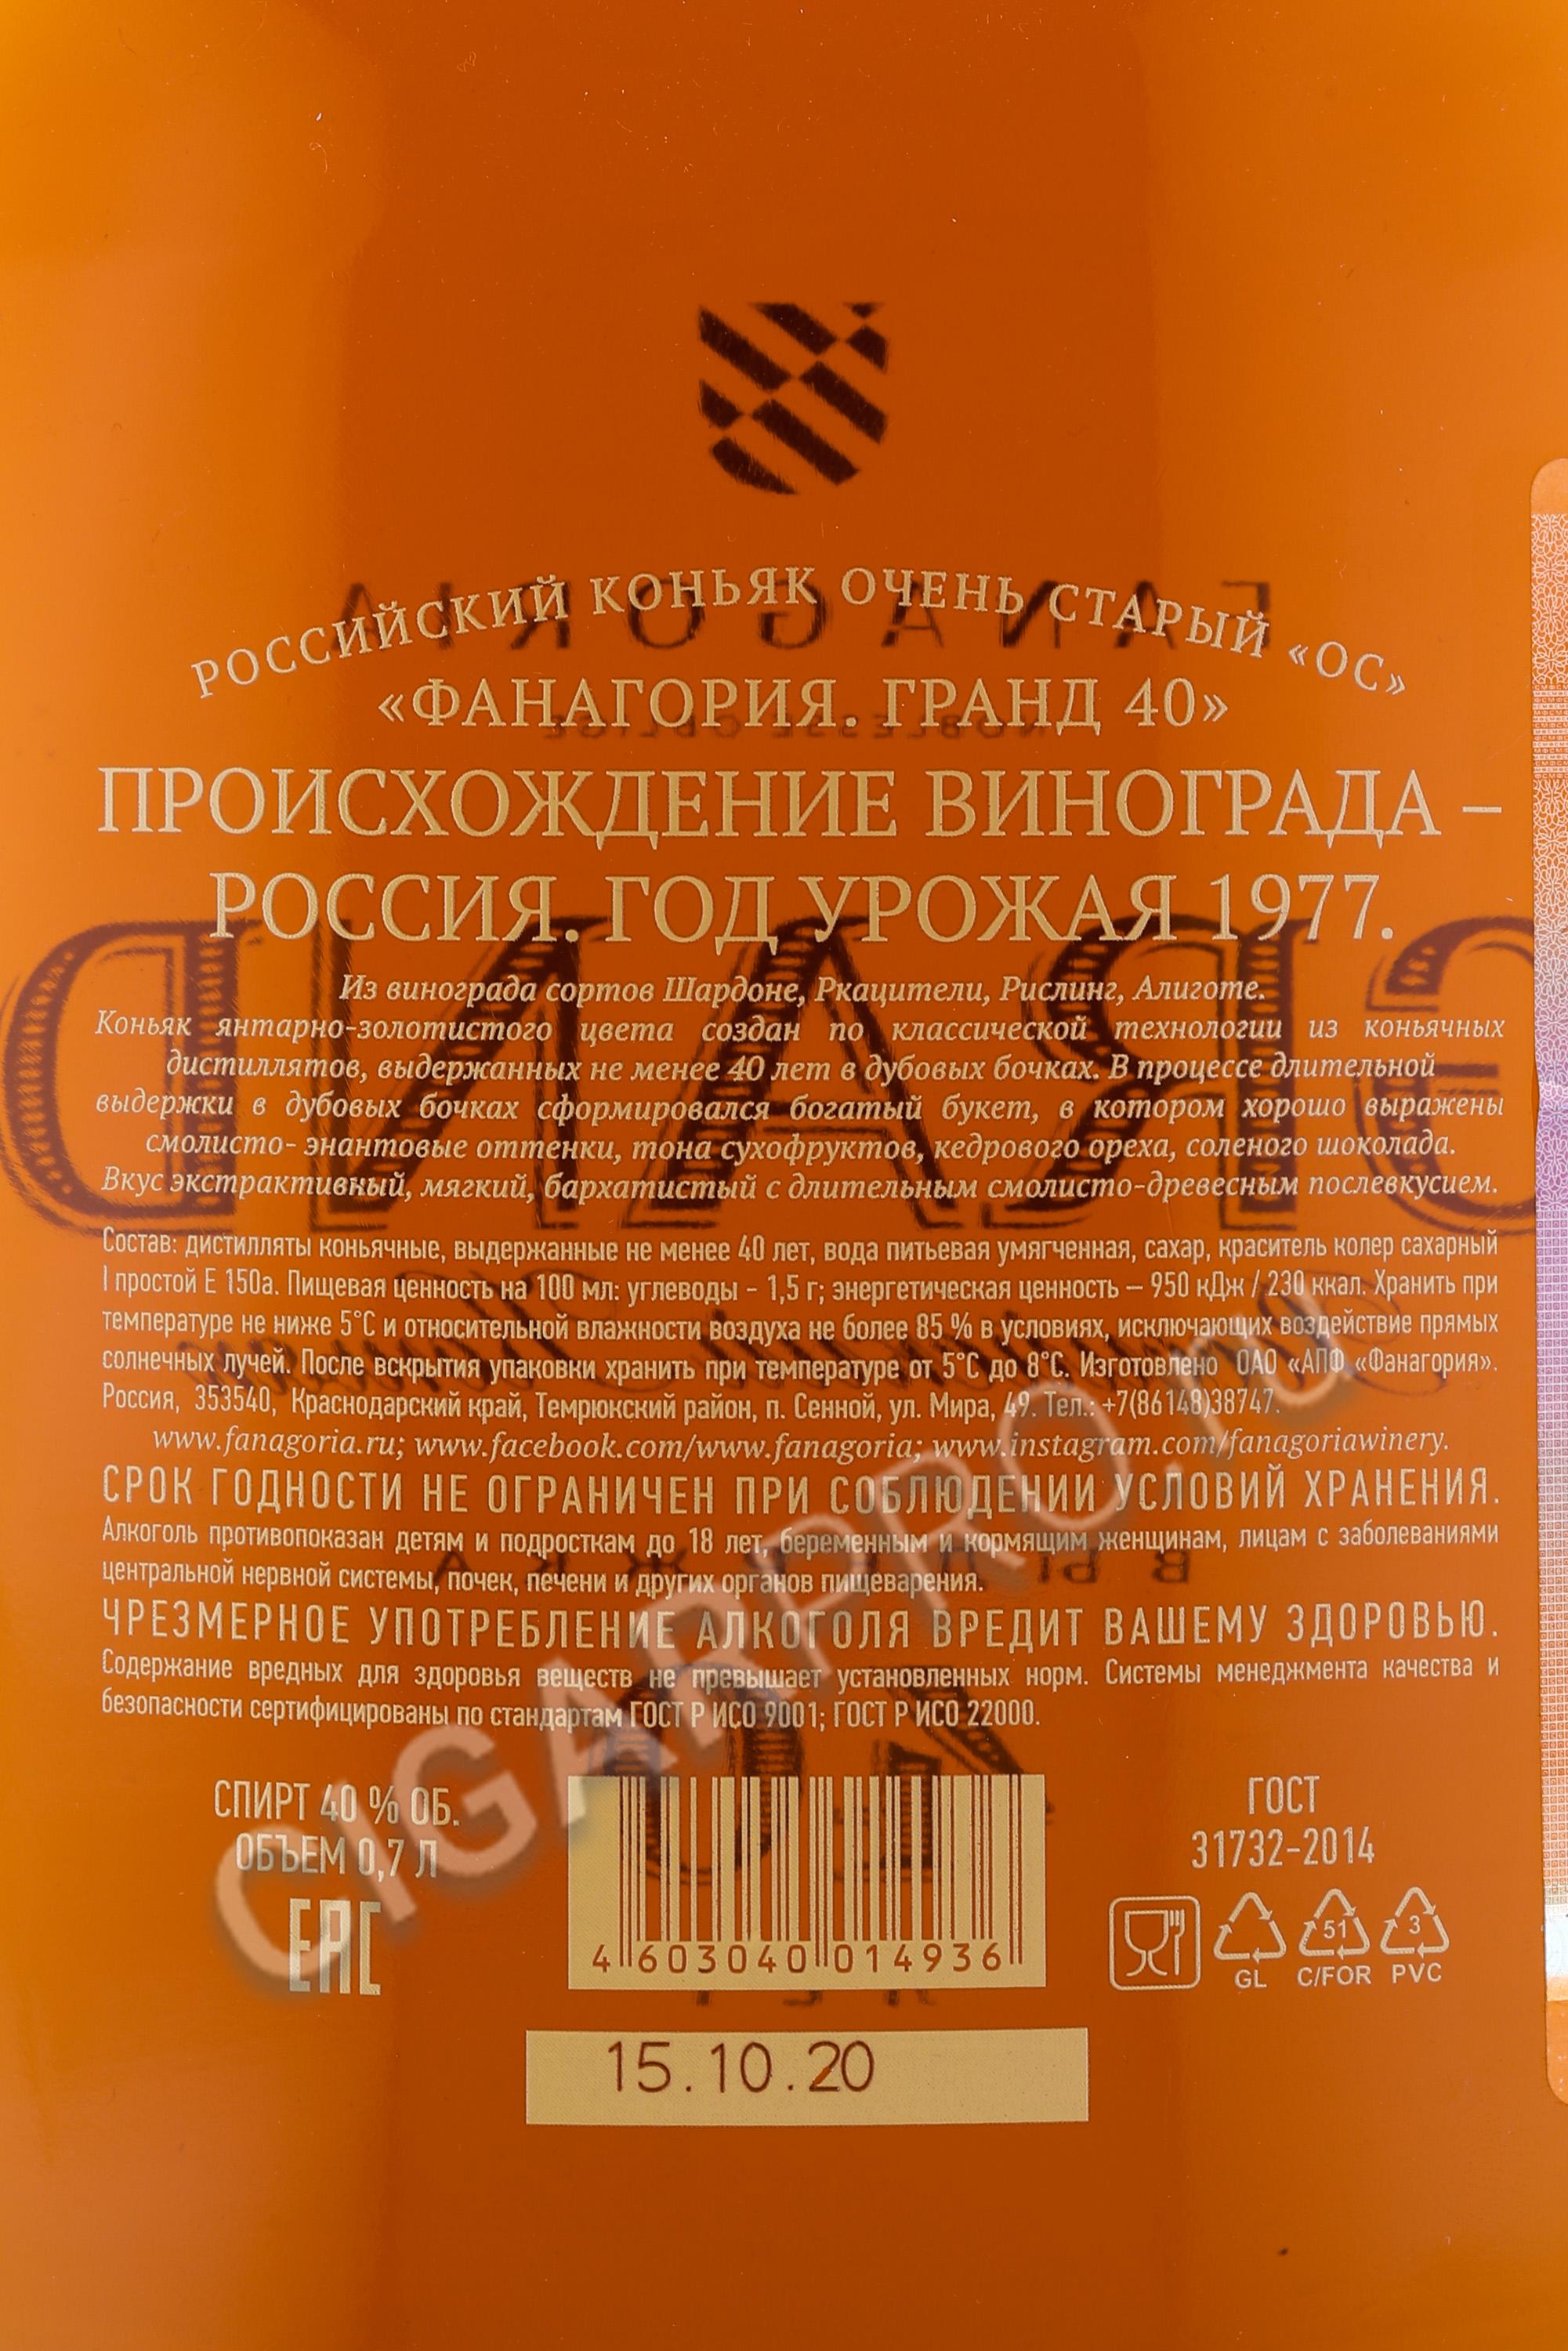 FANAGORIA
РОССИЙСКИЙ КОНЬЯК ОЧЕНЬ СТАРЫЙ «ОС»
«ФАНАГОРИЯ. ГРАНД 40»
NOBLESSE OBLIGE
ПРОИСХОЖДЕНИЕ ВИНОГРАДА –
РОССИЯ. ГОД УРОЖАЯ 1977.
GRAND
Из винограда сортов Шардоне, Ркацители, Рислинг, Алиготе.
Коньяк янтарно-золотистого цвета создан по классической технологии из коньячных
дистиллятов, выдержанных не менее 40 лет в дубовых бочках. В процессе длительной
выдержки в дубовых бочках сформировался богатый букет, в котором хорошо выражены
смолисто- энантовые оттенки, тона сухофруктов, кедрового ореха, соленого шоколада.
Вкус экстрактивный, мягкий, бархатистый с длительным смолисто-древесным послевкусием.
Состав: дистилляты коньячные, выдержанные не менее 40 лет, вода питьевая умягченная, сахар, краситель колер сахарный
I простой Е 150а. Пищевая ценность на 100 мл: углеводы - 1,5 г; энергетическая ценность – 950 кДж / 230 ккал. Хранить при
температуре не ниже 5°С и относительной влажности воздуха не более 85 % в условиях, исключающих воздействие прямых
солнечных лучей. После вскрытия упаковки хранить при температуре от 5°С до 8°С. Изготовлено ОАО «АПФ «Фанагория».
Россия, 353540, Краснодарский край, Темрюкский район, п. Сенной, ул. Мира, 49. Тел.: +7(86148)38747.
www.fanagoria.ru; www.facebook.com/www.fanagoria; www.instagram.com/fanagoriawinery.
СРОК ГОДНОСТИ НЕ ОГРАНИЧЕН ПРИ СОБЛЮДЕНИИ УСЛОВИЙ ХРАНЕНИЯ.
Алкоголь противопоказан детям и подросткам до 18 лет, беременным и кормящим женщинам, лицам с заболеваниями
центральной нервной системы, почек, печени и других органов пищеварения.
ЧРЕЗМЕРНОЕ УПОТРЕБЛЕНИЕ АЛКОГОЛЯ ВРЕДИТ ВАШЕМУ ЗДОРОВЬЮ.
Содержание вредных для здоровья веществ не превышает установленных норм. Системы менеджмента качества и
безопасности сертифицированы по стандартам ГОСТ Р ИСО 9001; ГОСТ Р ИСО 22000.
40
ЛЕТ
СПИРТ 40 % ОБ.
ОБЪЕМ 0,7 Л
ЕАС
4 603040 014936
ГОСТ
31732-2014
51 3
GL C/FOR PVC
15.10.20
CIGARPRO.ru